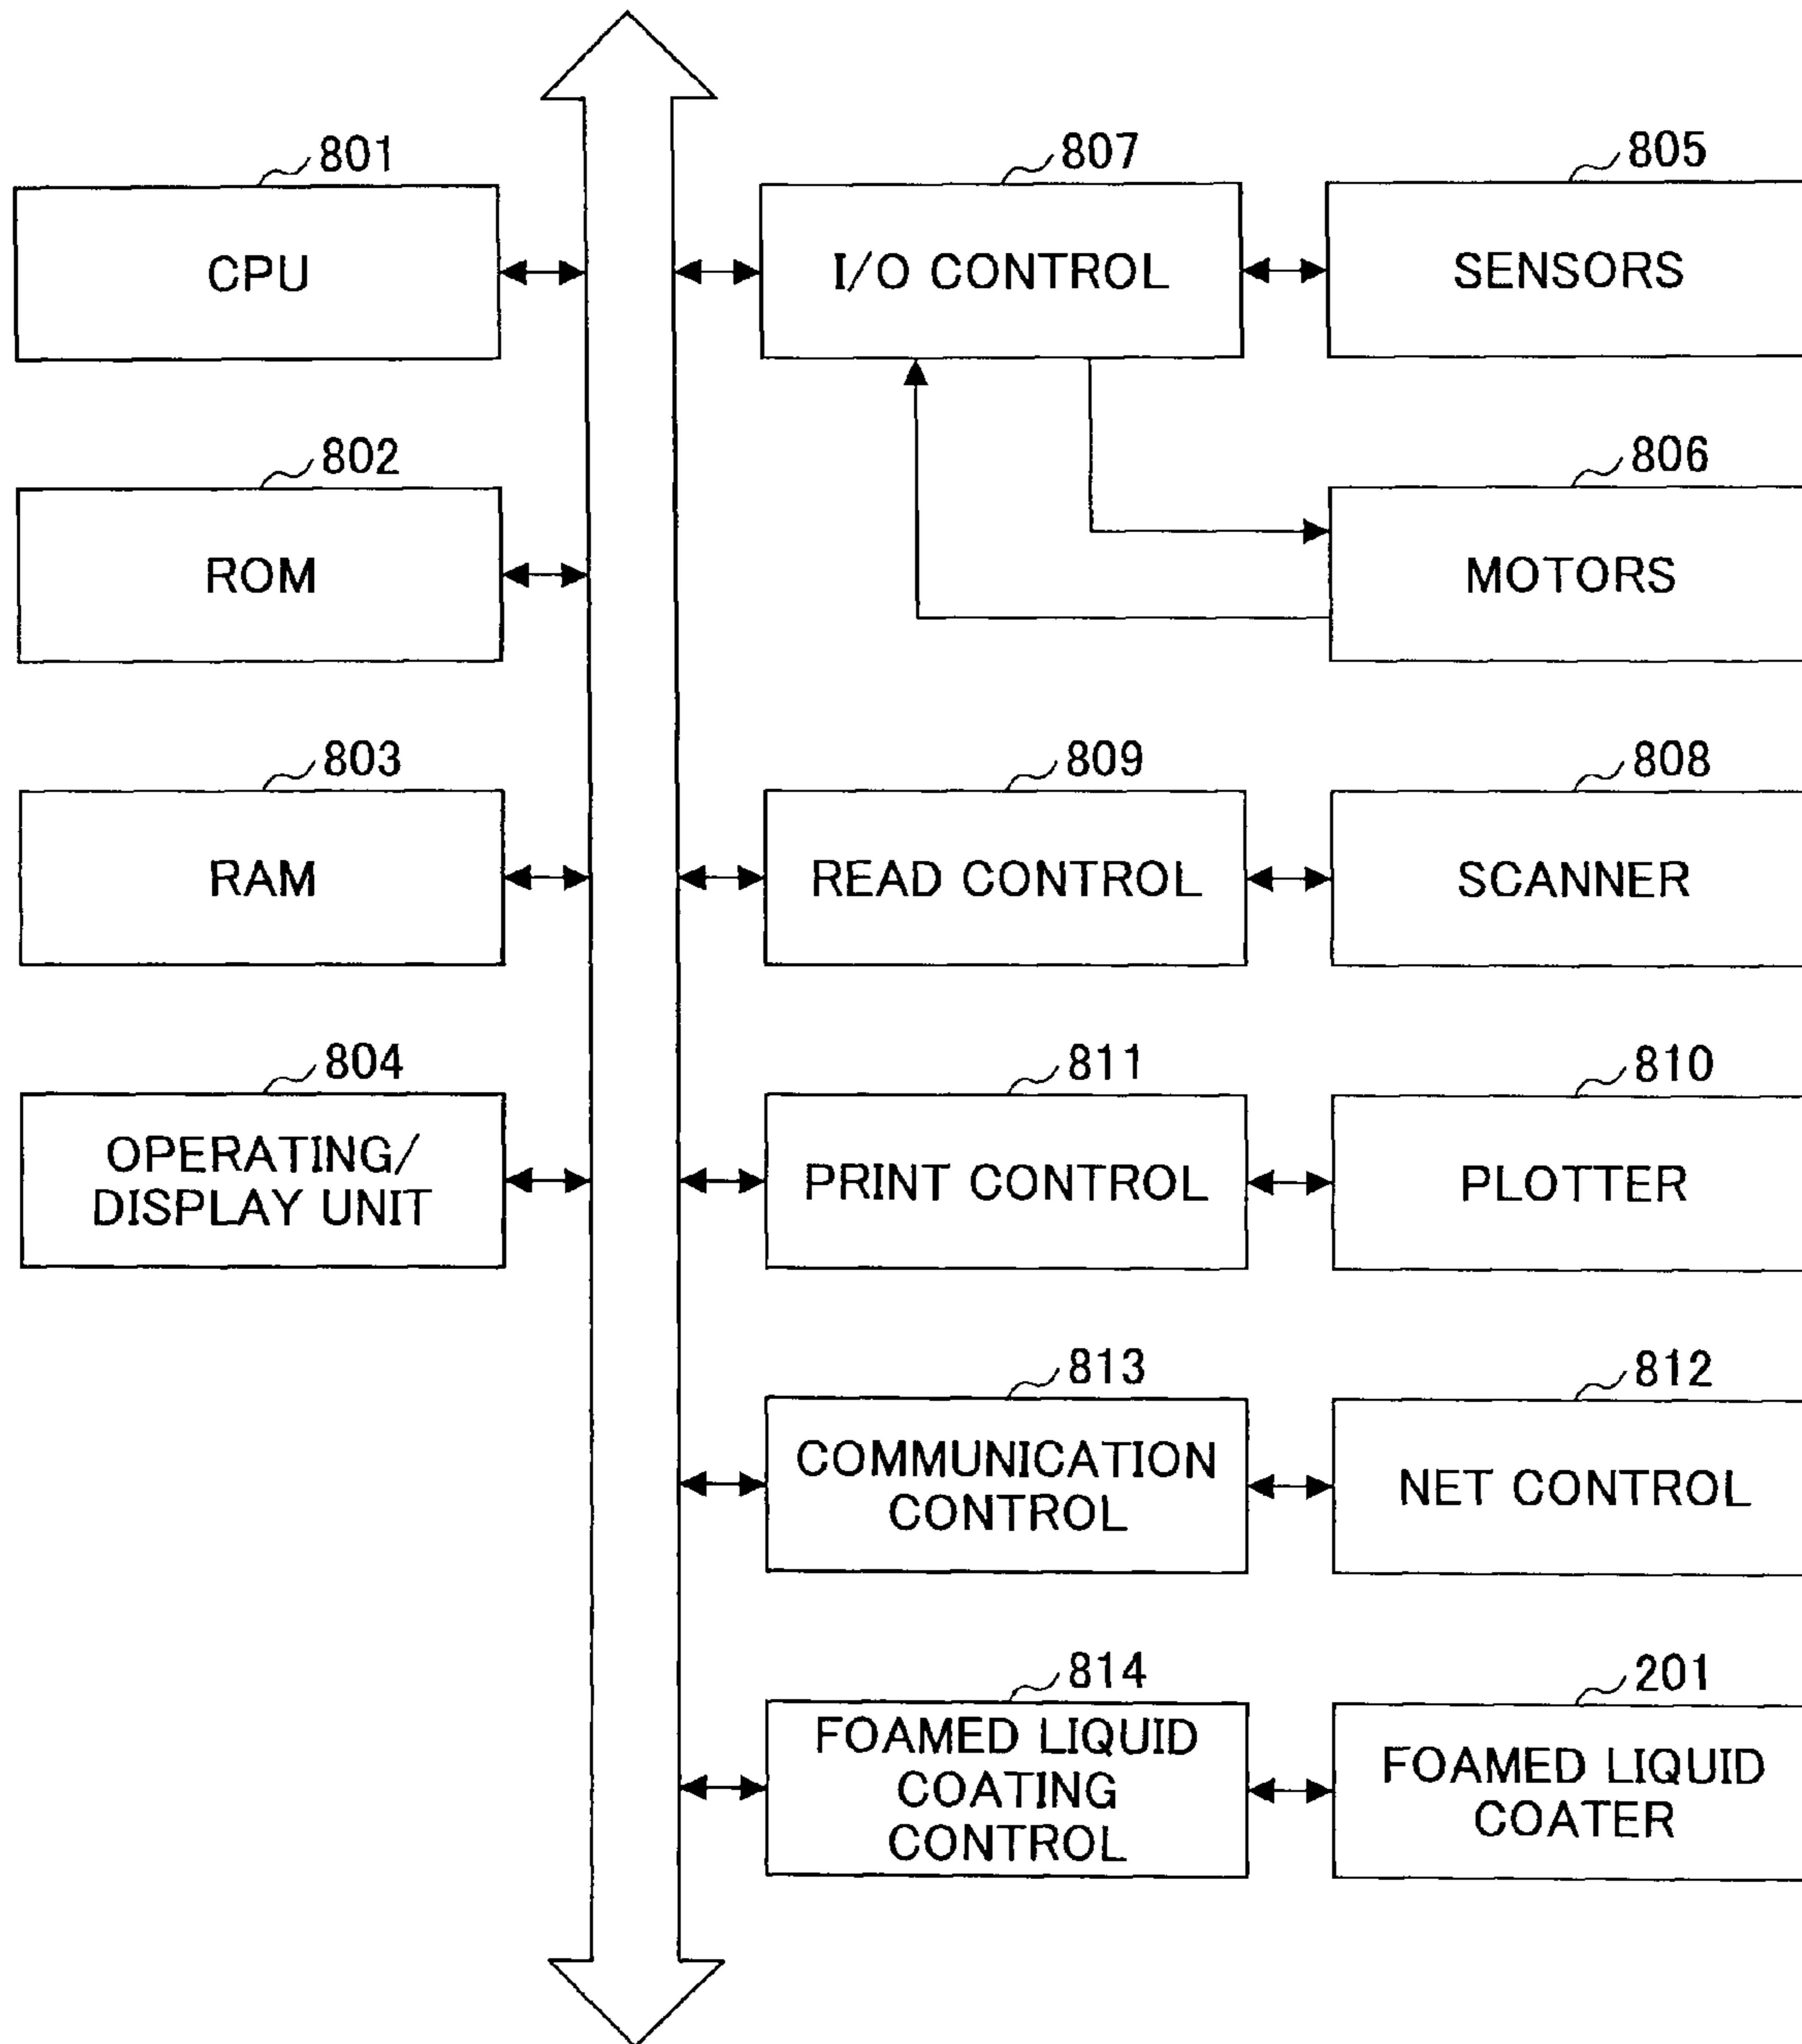 801
CPU
807
I/O CONTROL
805
SENSORS
802
ROM
806
MOTORS
803
RAM
809
READ CONTROL
808
SCANNER
804
OPERATING/
DISPLAY UNIT
811
PRINT CONTROL
810
PLOTTER
813
COMMUNICATION
CONTROL
812
NET CONTROL
814
FOAMED LIQUID
COATING
CONTROL
201
FOAMED LIQUID
COATER